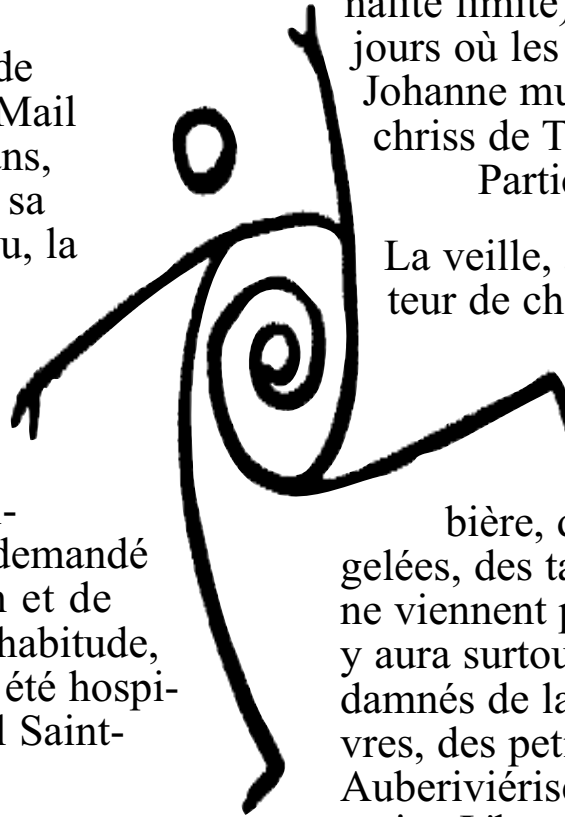 de
Mail
ns,
sa
u, la
demandé
n et de
habitude,
été hospi-
l Saint-
nalité limite)
jours où les
Johanne mu
chriss de T
Partie
La veille,
teur de ch
bière,
gelées, des ta
ne viennent p
y aura surtou
damnés de la
vres, des peti
Auberiviéris